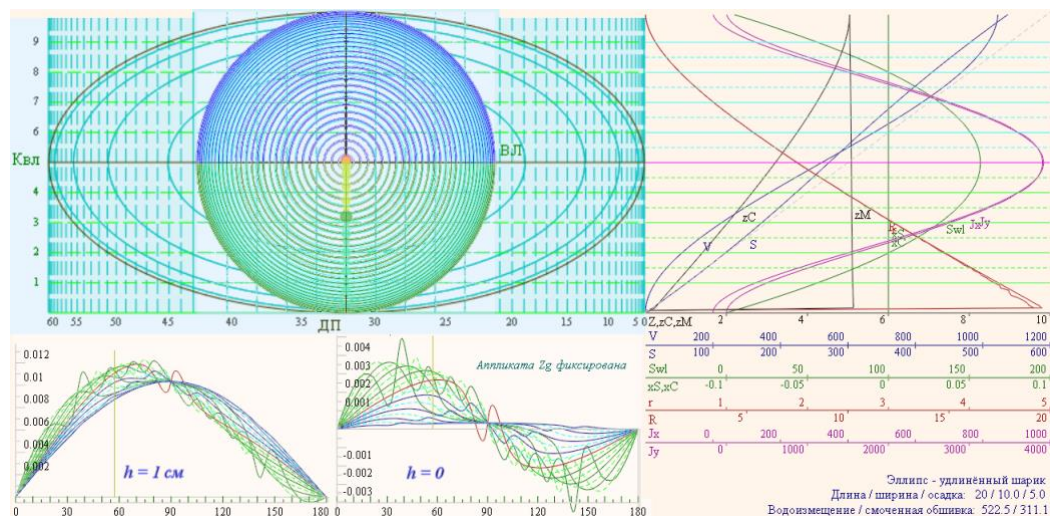 9
8
7
6
Квл
4
3
2
1
ВЛ
60 55 50 45 40 35 30 25 20 15 10 5 0
ДП
V zC S zM Swl Jx Jy
Z,zC,zM 2 4 6 8 10
V 200 400 600 800 1000 1200
S 100 200 300 400 500 600
Swl 0 50 100 150 200
xS,xC -0.1 -0.05 0 0.05 0.1
r 1 2 3 4 5
R 5 10 15 20
Jx 0 200 400 600 800 1000
Jy 0 1000 2000 3000 4000
Эллипс - удлинённый шарик
Длина / ширина / осадка: 20 / 10.0 / 5.0
Водоизмещение / смоченная обшивка: 522.5 / 311.1
0.012
0.010
0.008
0.006
0.004
0.002
h = 1 см
0 30 60 90 120 150 180
0.004
0.003
0.002
0.001
-0.001
-0.002
-0.003
Аппликата Zg фиксирована
h = 0
0 30 60 90 120 150 180